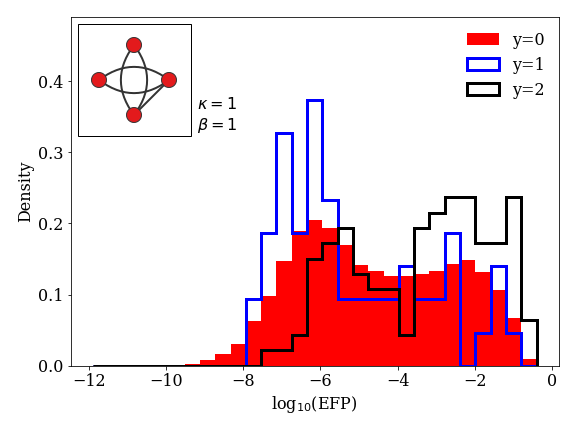 y=0
y=1
y=2
κ = 1
β = 1
Density
0.4
0.3
0.2
0.1
0.0
−12 −10 −8 −6 −4 −2 0
log₁₀(EFP)